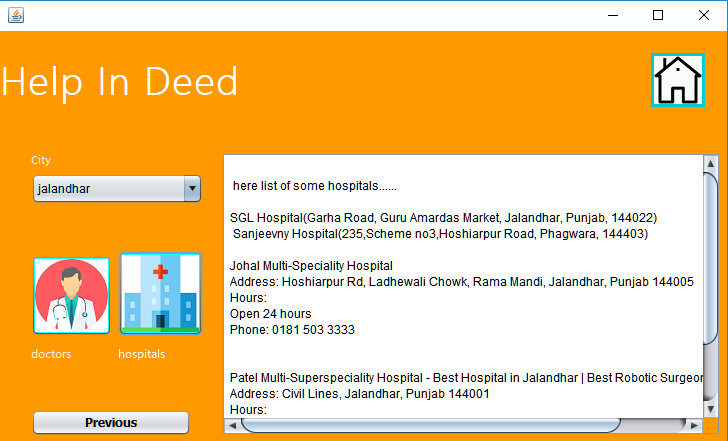 Help In Deed
City
jalandhar
doctors
hospitals
Previous
here list of some hospitals......
SGL Hospital(Garha Road, Guru Amardas Market, Jalandhar, Punjab, 144022)
Sanjeevny Hospital(235,Scheme no3,Hoshiarpur Road, Phagwara, 144403)
Johal Multi-Speciality Hospital
Address: Hoshiarpur Rd, Ladhewali Chowk, Rama Mandi, Jalandhar, Punjab 144005
Hours:
Open 24 hours
Phone: 0181 503 3333
Patel Multi-Superspeciality Hospital - Best Hospital in Jalandhar | Best Robotic Surgeon
Address: Civil Lines, Jalandhar, Punjab 144001
Hours: